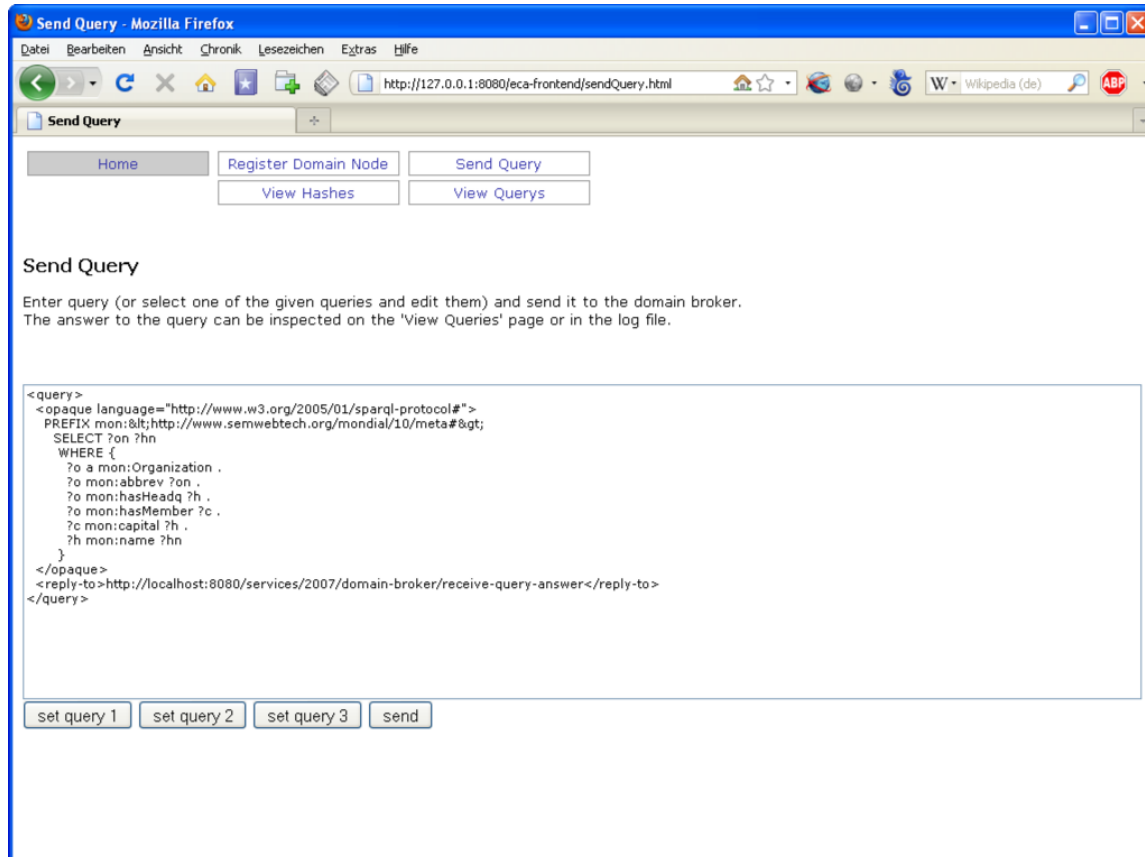 Send Query - Mozilla Firefox
Datei Bearbeiten Ansicht Chronik Lesezeichen Extras Hilfe
http://127.0.0.1:8080/eca-frontend/sendQuery.html W Wikipedia (de) ABP
Send Query
Home Register Domain Node Send Query
View Hashes View Querys
Send Query
Enter query (or select one of the given queries and edit them) and send it to the domain broker.
The answer to the query can be inspected on the 'View Queries' page or in the log file.
<query>
<opaque language="http://www.w3.org/2005/01/sparql-protocol#">
PREFIX mon:&lt;http://www.semwebtech.org/mondial/10/meta#&gt;
SELECT ?on ?hn
WHERE {
?o a mon:Organization .
?o mon:abbrev ?on .
?o mon:hasHeadq ?h .
?o mon:hasMember ?c .
?c mon:capital ?h .
?h mon:name ?hn
}
</opaque>
<reply-to>http://localhost:8080/services/2007/domain-broker/receive-query-answer</reply-to>
</query>
set query 1 set query 2 set query 3 send